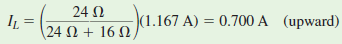 I_L = (24 Ω / (24 Ω + 16 Ω))(1.167 A) = 0.700 A (upward)